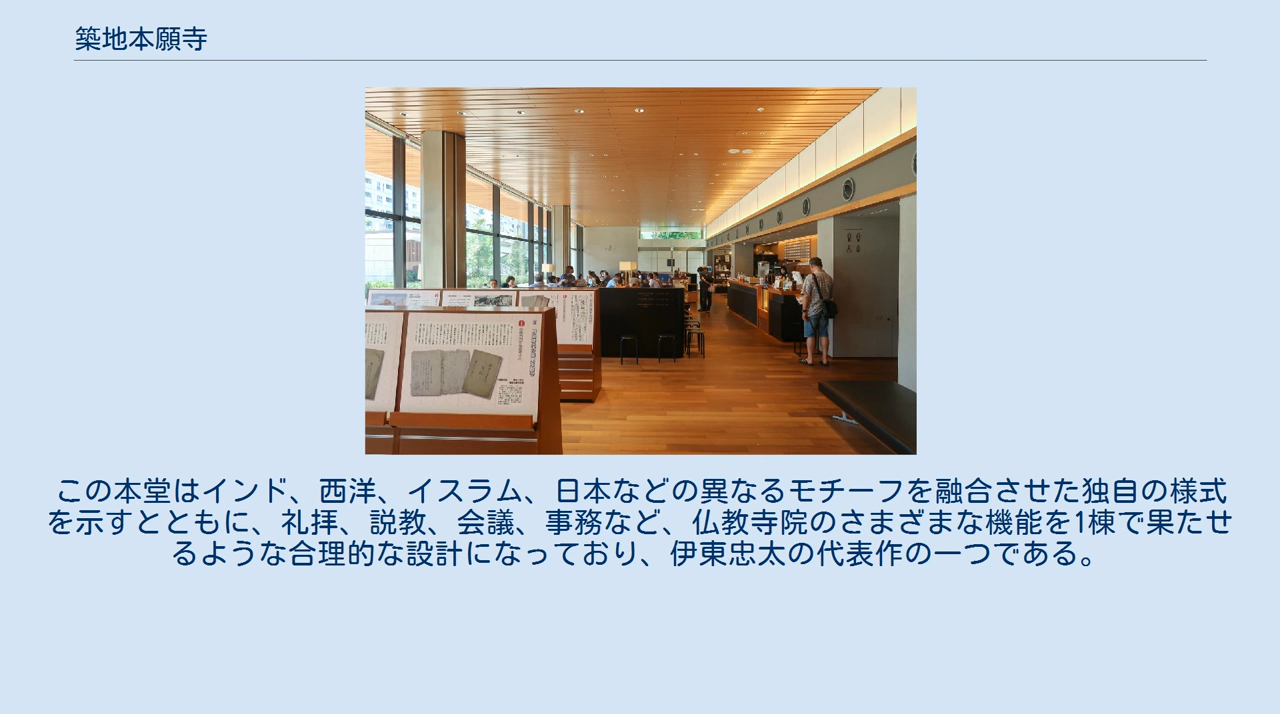 築地本願寺
この本堂はインド、西洋、イスラム、日本などの異なるモチーフを融合させた独自の様式
を示すとともに、礼拝、説教、会議、事務など、仏教寺院のさまざまな機能を1棟で果たせ
るような合理的な設計になっており、伊東忠太の代表作の一つである。